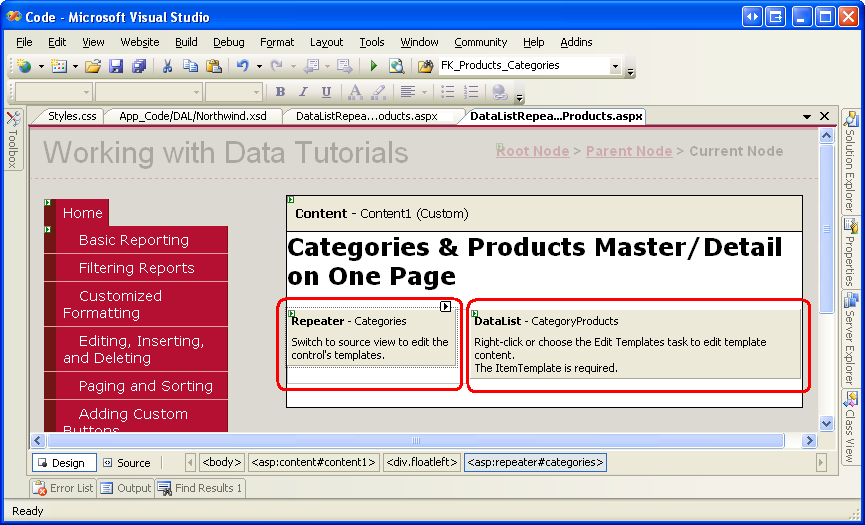 Code - Microsoft Visual Studio
File Edit View Website Build Debug Format Layout Tools Window Community Help Addins
FK_Products_Categories
B I U A
Styles.css App_Code/DAL/Northwind.xsd DataListRepea...oducts.aspx DataListRepea...Products.aspx
Toolbox
Working with Data Tutorials
Root Node > Parent Node > Current Node
Home
Basic Reporting
Filtering Reports
Customized
Formatting
Editing, Inserting,
and Deleting
Paging and Sorting
Adding Custom
Buttons
Content - Content1 (Custom)
Categories & Products Master/Detail
on One Page
Repeater - Categories
Switch to source view to edit the
control's templates.
DataList - CategoryProducts
Right-click or choose the Edit Templates task to edit template
content.
The ItemTemplate is required.
Solution Explorer
Properties
Server Explorer
Class View
Design Source <body> <asp:content#content1> <div.floatleft> <asp:repeater#categories>
Error List Output Find Results 1
Ready